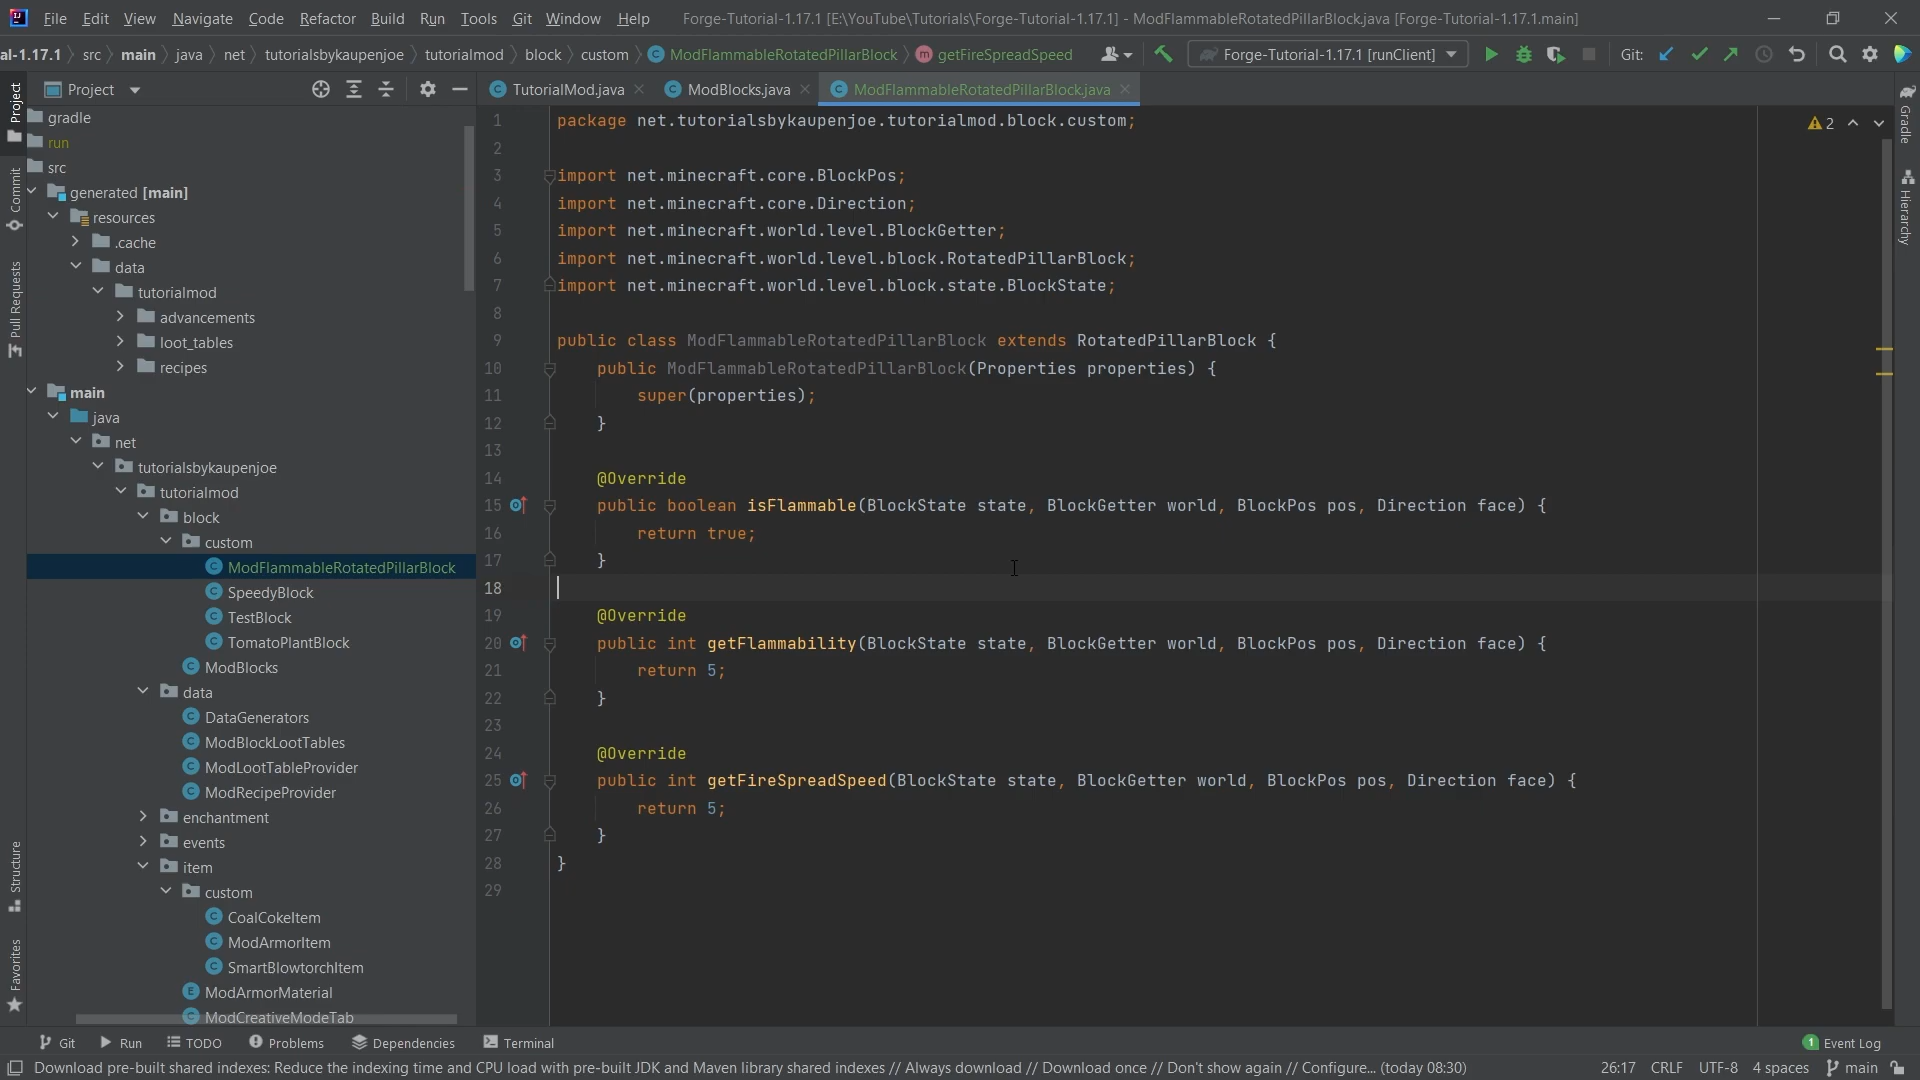 File Edit View Navigate Code Refactor Build Run Tools Git Window Help Forge-Tutorial-1.17.1 [E:\YouTube\Tutorials\Forge-Tutorial-1.17.1] - ModFlammableRotatedPillarBlock.java [Forge-Tutorial-1.17.1.main]
al-1.17.1 src main java net tutorialsbykaupenjoe tutorialmod block custom ModFlammableRotatedPillarBlock getFireSpreadSpeed Forge-Tutorial-1.17.1 [runClient] Git:
Project
TutorialMod.java ModBlocks.java ModFlammableRotatedPillarBlock.java
Project
Commit
Pull Requests
Structure
Favorites
gradle
run
src
generated [main]
resources
.cache
data
tutorialmod
advancements
loot_tables
recipes
main
java
net
tutorialsbykaupenjoe
tutorialmod
block
custom
ModFlammableRotatedPillarBlock
SpeedyBlock
TestBlock
TomatoPlantBlock
ModBlocks
data
DataGenerators
ModBlockLootTables
ModLootTableProvider
ModRecipeProvider
enchantment
events
item
custom
CoalCokeItem
ModArmorItem
SmartBlowtorchItem
ModArmorMaterial
ModCreativeModeTab
1 package net.tutorialsbykaupenjoe.tutorialmod.block.custom;
2
3 import net.minecraft.core.BlockPos;
4 import net.minecraft.core.Direction;
5 import net.minecraft.world.level.BlockGetter;
6 import net.minecraft.world.level.block.RotatedPillarBlock;
7 import net.minecraft.world.level.block.state.BlockState;
8
9 public class ModFlammableRotatedPillarBlock extends RotatedPillarBlock {
10 public ModFlammableRotatedPillarBlock(Properties properties) {
11 super(properties);
12 }
13
14 @Override
15 public boolean isFlammable(BlockState state, BlockGetter world, BlockPos pos, Direction face) {
16 return true;
17 }
18
19 @Override
20 public int getFlammability(BlockState state, BlockGetter world, BlockPos pos, Direction face) {
21 return 5;
22 }
23
24 @Override
25 public int getFireSpreadSpeed(BlockState state, BlockGetter world, BlockPos pos, Direction face) {
26 return 5;
27 }
28 }
29
2
Gradle
Hierarchy
Git Run TODO Problems Dependencies Terminal 1 Event Log
Download pre-built shared indexes: Reduce the indexing time and CPU load with pre-built JDK and Maven library shared indexes // Always download // Download once // Don't show again // Configure... (today 08:30) 26:17 CRLF UTF-8 4 spaces main